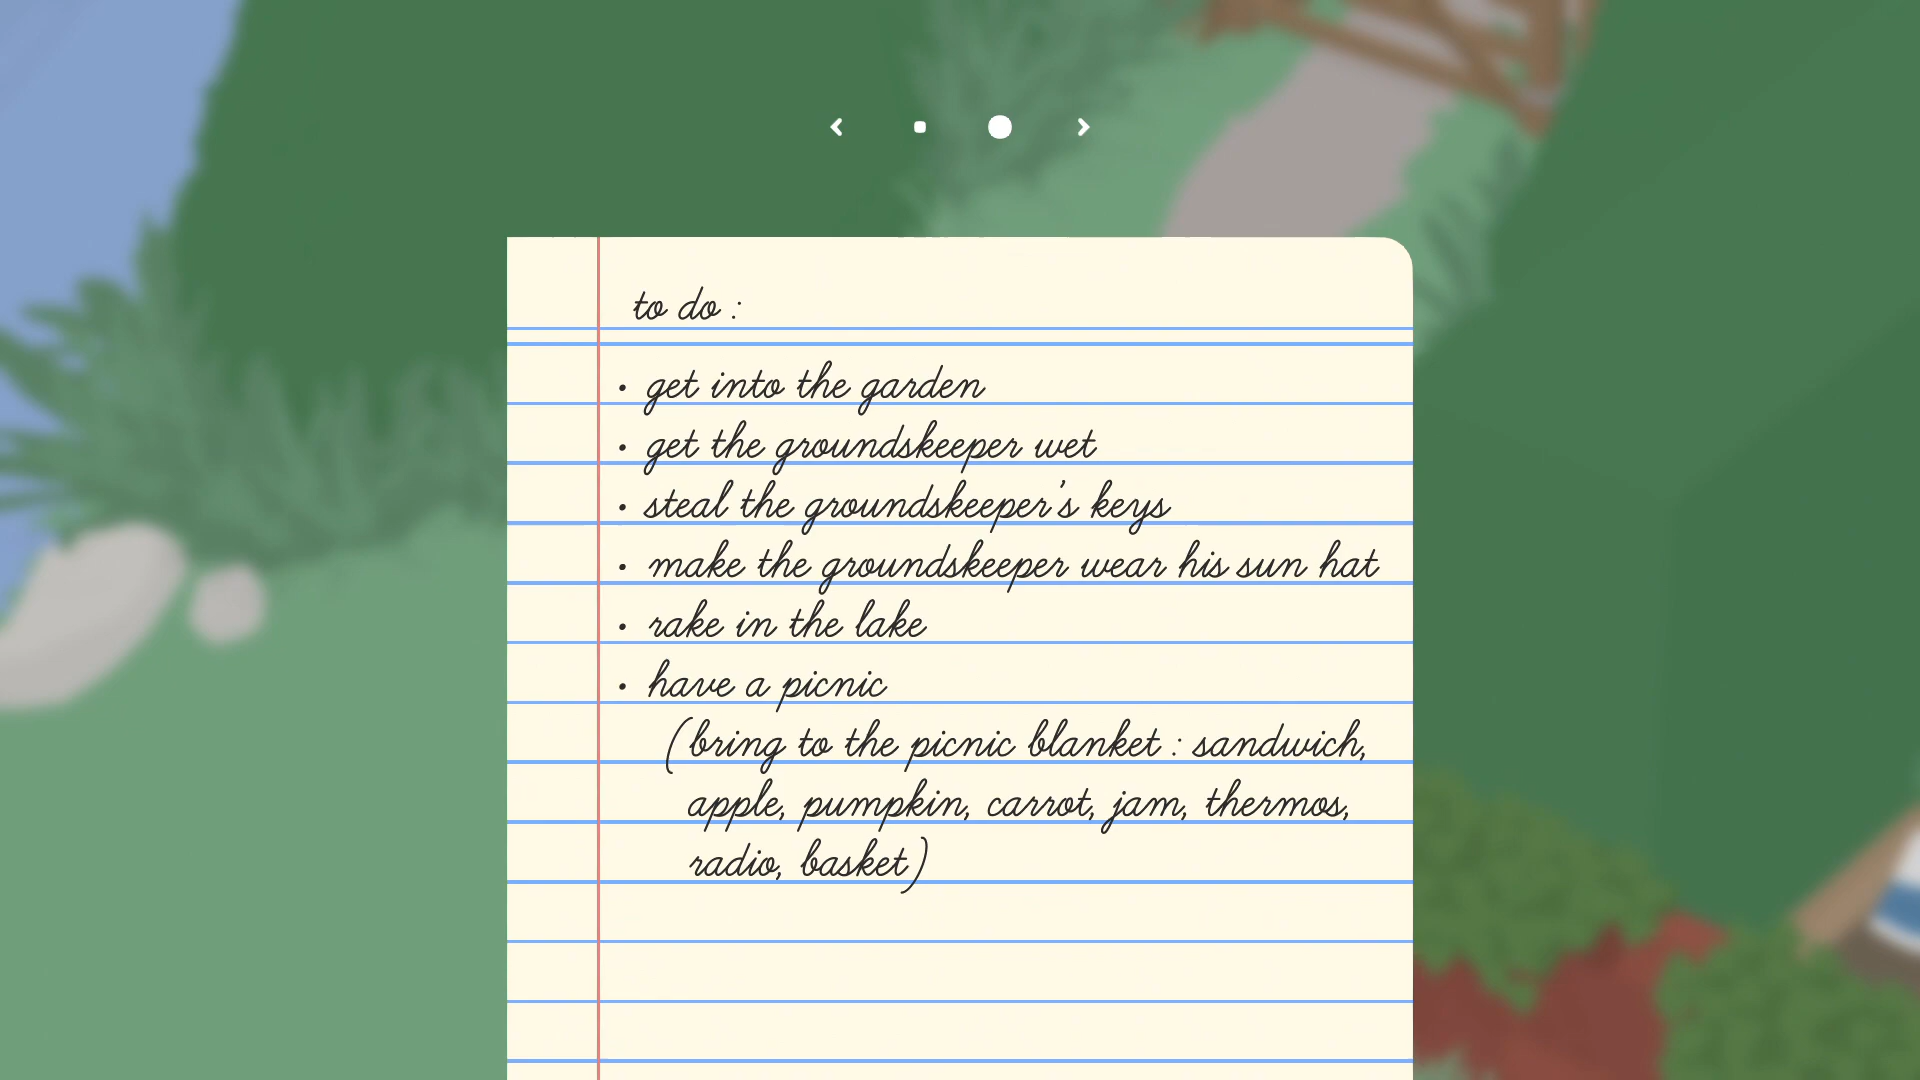 to do :
• get into the garden
• get the groundskeeper wet
• steal the groundskeeper's keys
• make the groundskeeper wear his sun hat
• rake in the lake
• have a picnic
(bring to the picnic blanket : sandwich,
apple, pumpkin, carrot, jam, thermos,
radio, basket)